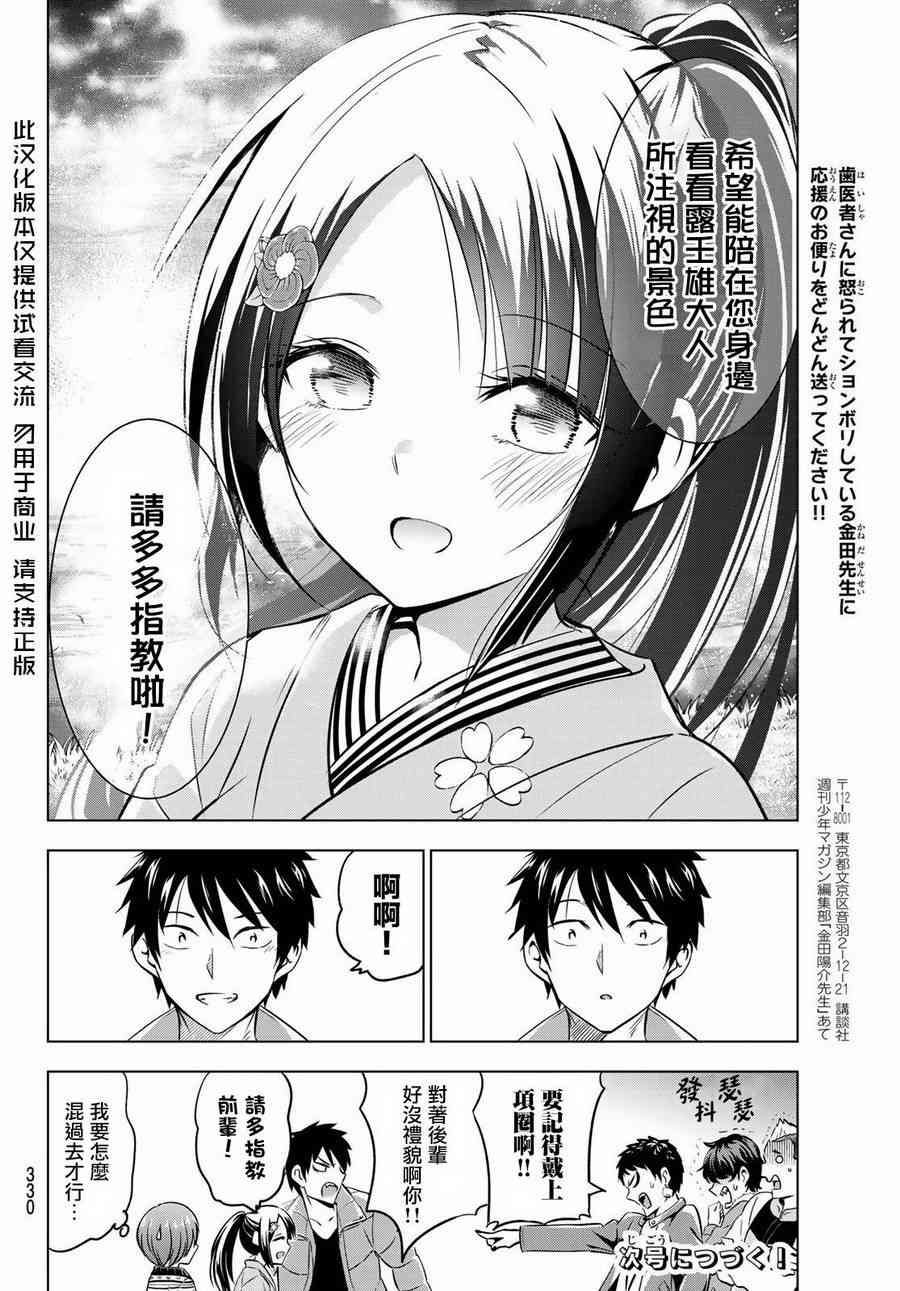 希望能陪在您身邊
看看露王雄大人
所注視的景色
請多多指教啦！
歯医者さんに怒られてションボリしている金田先生に
応援のお便りをどんどん送ってください!!
〒112-8001 東京都文京区音羽2-12-21 講談社
週刊少年マガジン編集部「金田陽介先生」あて
此汉化版本仅提供试看交流 勿用于商业 请支持正版
啊啊！
發抖
瑟瑟
要記得戴上
項圈啊!!
對著後輩
好沒禮貌啊你!!
請多指教
前輩！
我要怎麼
混過去才行…
次号につづく！
330